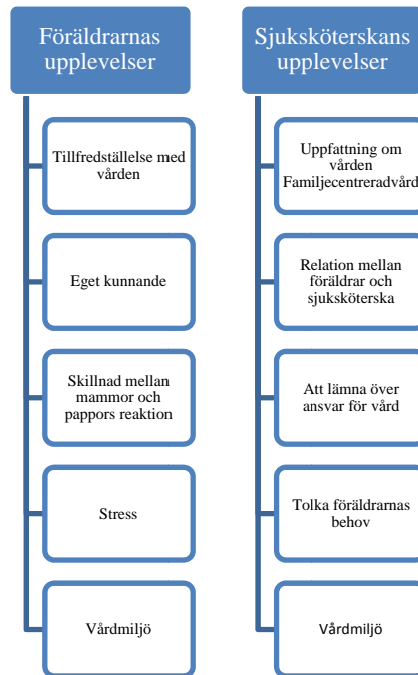 Föräldrarnas
upplevelser
Tillfredställelse med
vården
Eget kunnande
Skillnad mellan
mammor och
pappors reaktion
Stress
Vårdmiljö
Sjuksköterskans
upplevelser
Uppfattning om
vården
Familjecentreradvård
Relation mellan
föräldrar och
sjuksköterska
Att lämna över
ansvar för vård
Tolka föräldrarnas
behov
Vårdmiljö